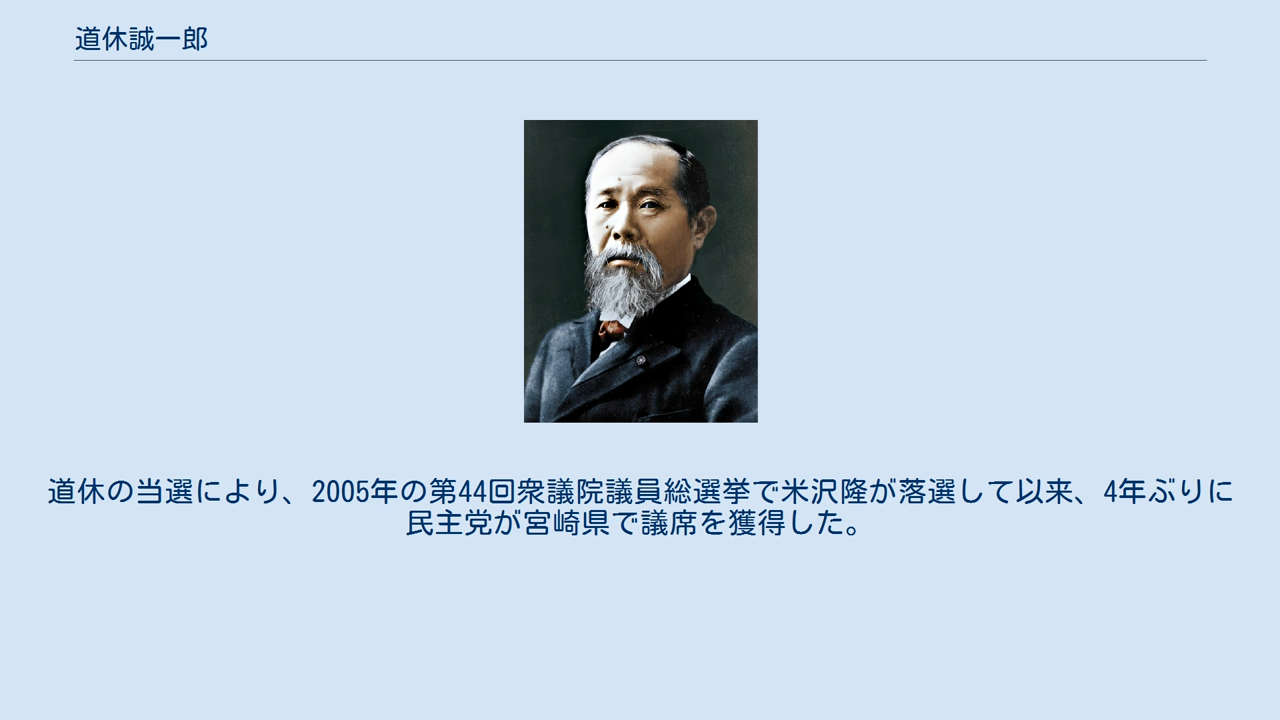 道休誠一郎
道休の当選により、2005年の第44回衆議院議員総選挙で米沢隆が落選して以来、4年ぶりに
民主党が宮崎県で議席を獲得した。